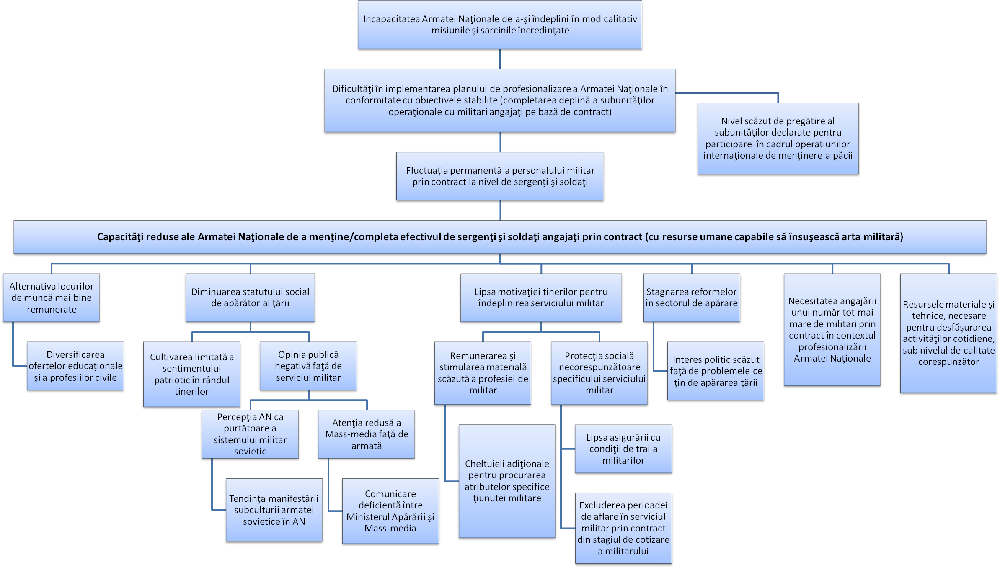 Incapacitatea Armatei Naţionale de a-şi îndeplini în mod calitativ
misiunile şi sarcinile încredinţate
Dificultăţi în implementarea planului de profesionalizare a Armatei Naţionale în
conformitate cu obiectivele stabilite (completarea deplină a subunităţilor
operaţionale cu militari angajaţi pe bază de contract)
Nivel scăzut de pregătire al
subunităţilor declarate pentru
participare în cadrul operaţiunilor
internaţionale de menţinere a păcii
Fluctuaţia permanentă a personalului militar
prin contract la nivel de sergenţi şi soldaţi
Capacităţi reduse ale Armatei Naţionale de a menţine/completa efectivul de sergenţi şi soldaţi angajaţi prin contract (cu resurse umane capabile să însuşească arta militară)
Alternativa locurilor
de muncă mai bine
remunerate
Diversificarea
ofertelor educaţionale
şi a profesiilor civile
Diminuarea statutului social
de apărător al ţării
Cultivarea limitată a
sentimentului
patriotic în rândul
tinerilor
Opinia publică
negativă faţă de
serviciul militar
Percepţia AN ca
purtătoare a
sistemului militar
sovietic
Tendinţa manifestării
subculturii armatei
sovietice în AN
Atenţia redusă a
Mass-media faţă de
armată
Comunicare
deficientă între
Ministerul Apărării şi
Mass-media
Lipsa motivaţiei tinerilor pentru
îndeplinirea serviciului militar
Remunerarea şi
stimularea materială
scăzută a profesiei de
militar
Cheltuieli adiţionale
pentru procurarea
atributelor specifice
ţiunutei militare
Protecţia socială
necorespunzătoare
specificului serviciului
militar
Lipsa asigurării cu
condiţii de trai a
militarilor
Excluderea perioadei
de aflare în serviciul
militar prin contract
din stagiul de cotizare
a militarului
Stagnarea reformelor
în sectorul de apărare
Interes politic scăzut
faţă de problemele ce
ţin de apărarea ţării
Necesitatea angajării
unui număr tot mai
mare de militari prin
contract în contextul
profesionalizării
Armatei Naţionale
Resursele materiale şi
tehnice, necesare
pentru desfăşurarea
activităţilor cotidiene,
sub nivelul de calitate
corespunzător